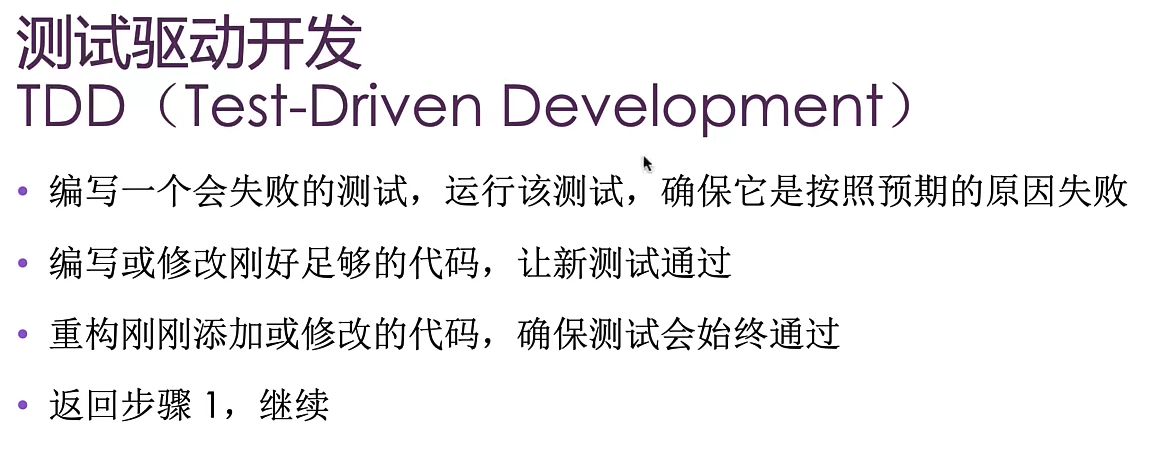 测试驱动开发
TDD（Test-Driven Development）
• 编写一个会失败的测试，运行该测试，确保它是按照预期的原因失败
• 编写或修改刚好足够的代码，让新测试通过
• 重构刚刚添加或修改的代码，确保测试会始终通过
• 返回步骤 1，继续